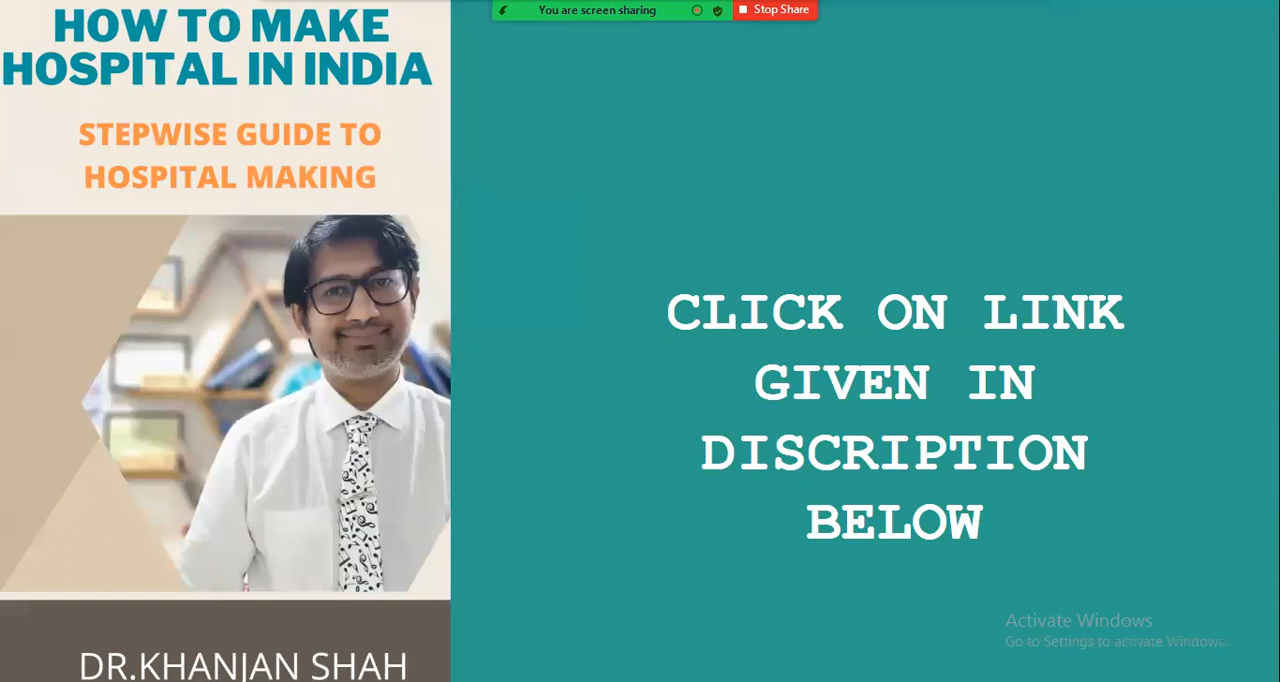 You are screen sharing
Stop Share
HOW TO MAKE
HOSPITAL IN INDIA
STEPWISE GUIDE TO
HOSPITAL MAKING
DR.KHANJAN SHAH
CLICK ON LINK
GIVEN IN
DISCRIPTION
BELOW
Activate Windows
Go to Settings to activate Windows.